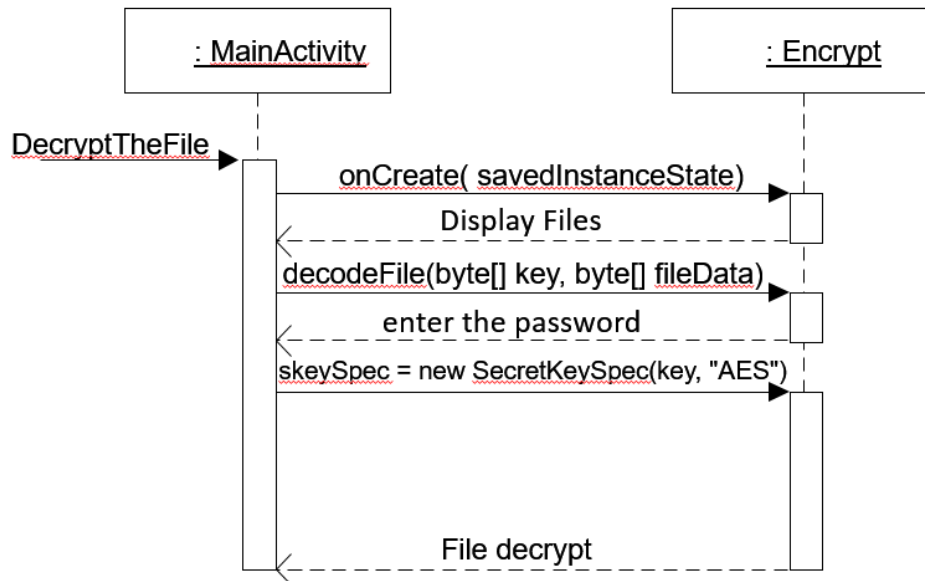 : MainActivity
: Encrypt
DecryptTheFile
onCreate( savedInstanceState)
Display Files
decodeFile(byte[] key, byte[] fileData)
enter the password
skeySpec = new SecretKeySpec(key, "AES")
File decrypt